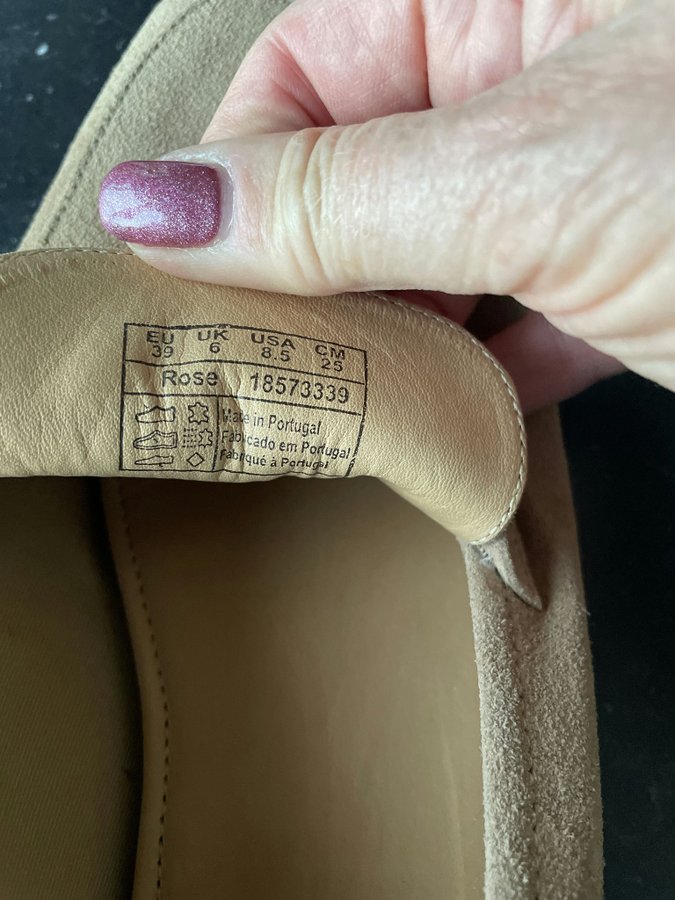 EU UK USA CM
39 6 8.5 25
Rose 18573339
Made in Portugal
Fabricado em Portugal
Fabriqué à Portugal